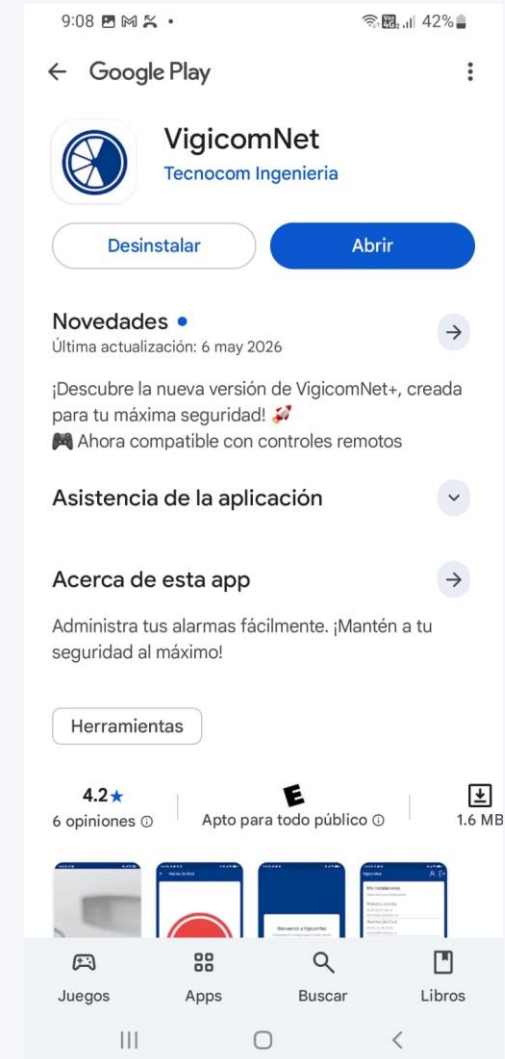 9:08
42%
Google Play
VigicomNet
Tecnocom Ingenieria
Desinstalar
Abrir
Novedades
Última actualización: 6 may 2026
¡Descubre la nueva versión de VigicomNet+, creada
para tu máxima seguridad! 🚀
🎮 Ahora compatible con controles remotos
Asistencia de la aplicación
Acerca de esta app
Administra tus alarmas fácilmente. ¡Mantén a tu
seguridad al máximo!
Herramientas
4.2★
6 opiniones
E
Apto para todo público
1.6 MB
Juegos
Apps
Buscar
Libros